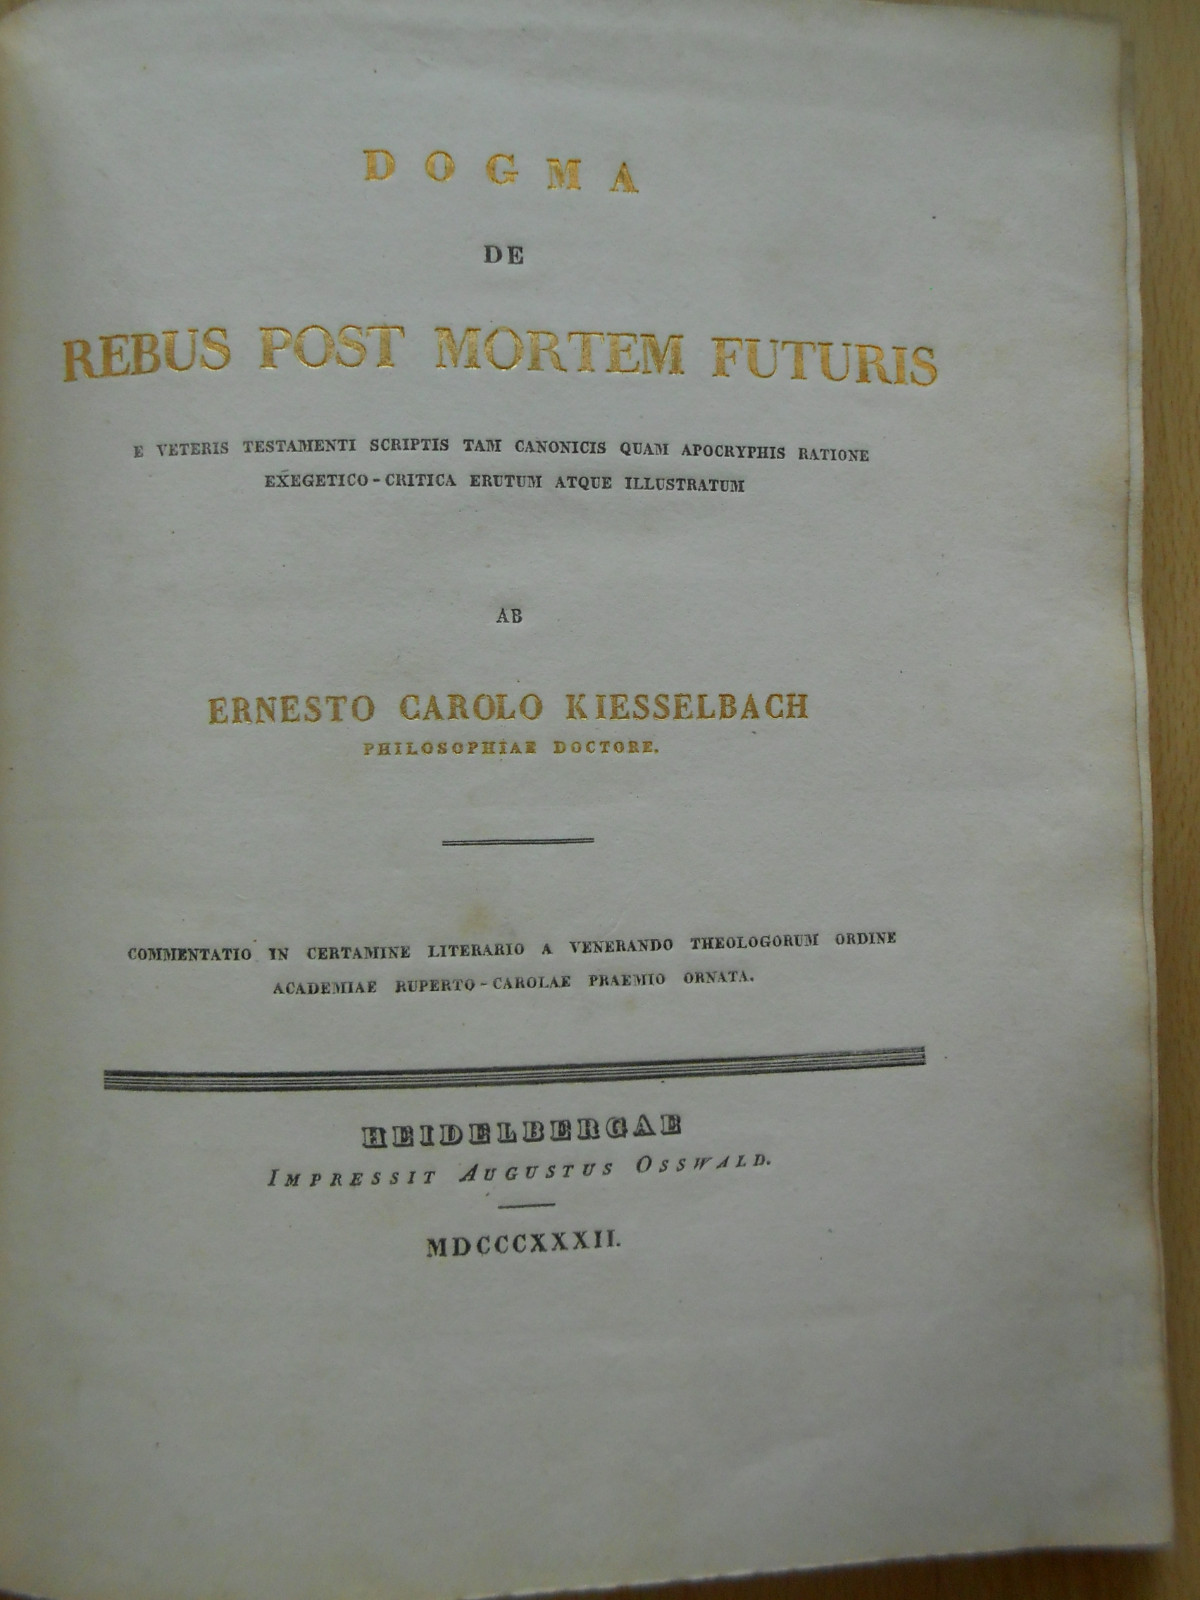 DOGMA
DE
REBUS POST MORTEM FUTURIS
E VETERIS TESTAMENTI SCRIPTIS TAM CANONICIS QUAM APOCRYPHIS RATIONE
EXEGETICO-CRITICA ERUTUM ATQUE ILLUSTRATUM
AB
ERNESTO CAROLO KIESSELBACH
PHILOSOPHIAE DOCTORE.
COMMENTATIO IN CERTAMINE LITERARIO A VENERANDO THEOLOGORUM ORDINE
ACADEMIAE RUPERTO-CAROLAE PRAEMIO ORNATA.
HEIDELBERGAE
IMPRESSIT AUGUSTUS OSSWALD.
MDCCCXXXII.